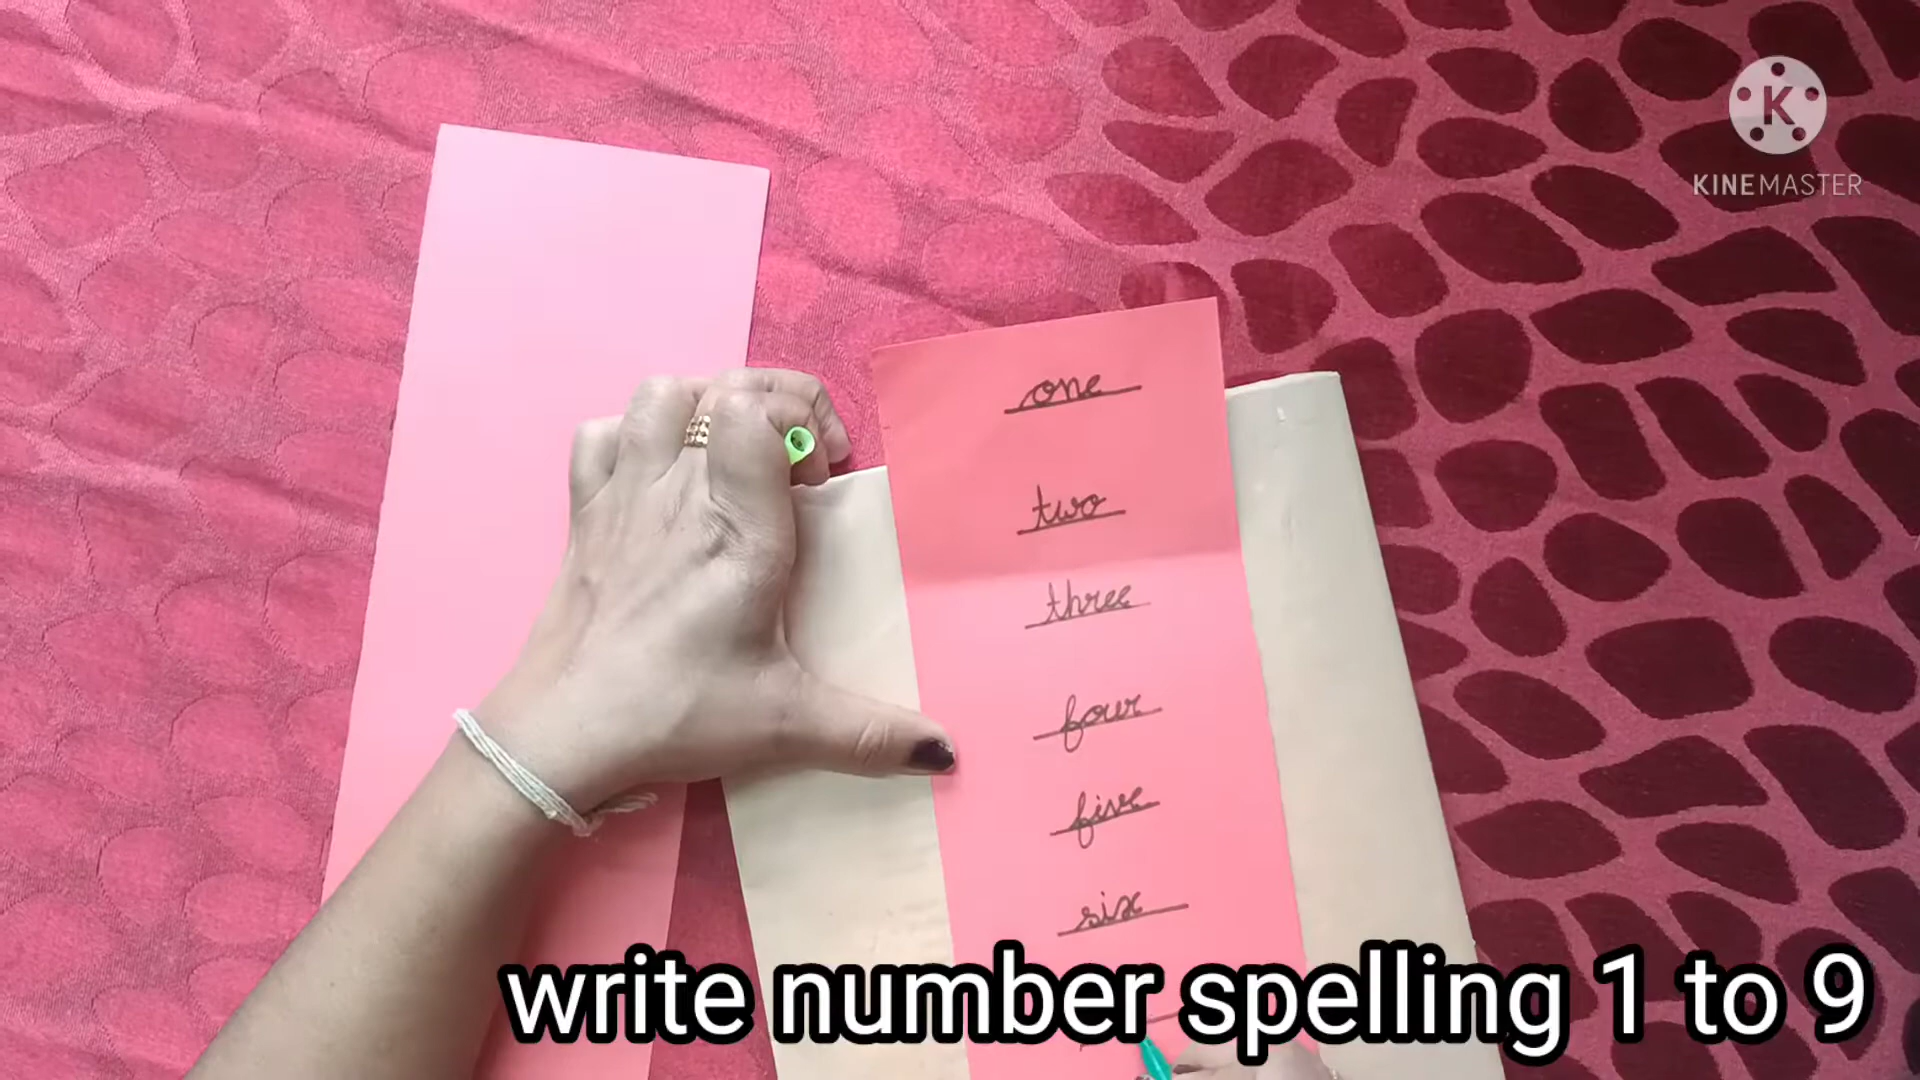 K
KINEMASTER
one
two
three
four
five
six
write number spelling 1 to 9